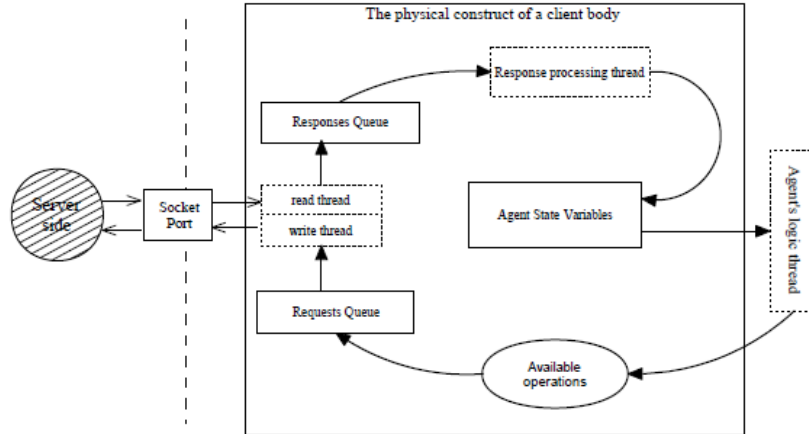 The physical construct of a client body
Response processing thread
Responses Queue
Server
side
Socket
Port
read thread
write thread
Agent State Variables
Agent's logic thread
Requests Queue
Available
operations